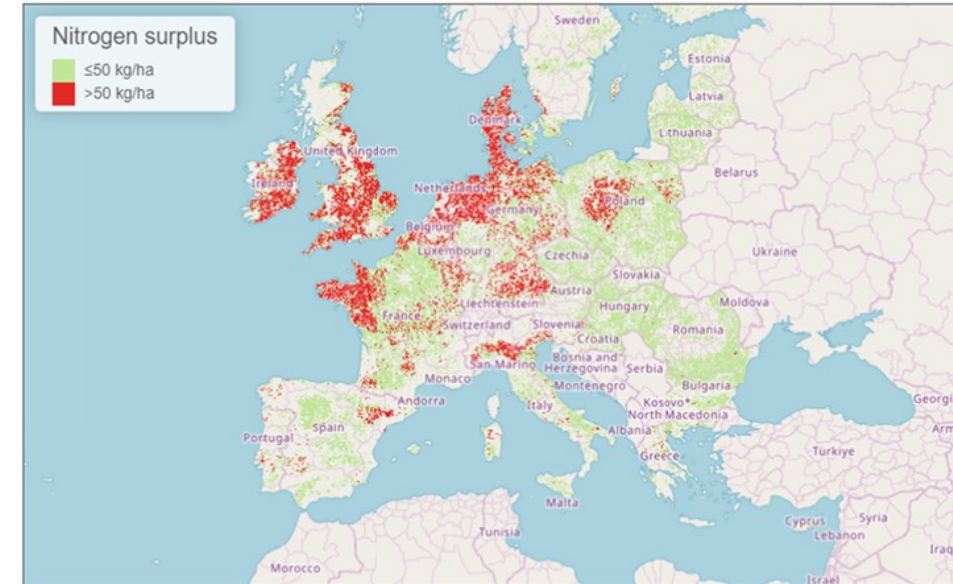 Nitrogen surplus
≤50 kg/ha
>50 kg/ha
Sweden
Estonia
Latvia
Denmark
Lithuania
United Kingdom
Ireland
Belarus
Netherlands
Germany
Poland
Belgium
Luxembourg
Czechia
Ukraine
Slovakia
Austria
Liechtenstein
Hungary
Moldova
France
Switzerland
Slovenia
Romania
Croatia
San Marino
Bosnia and
Herzegovina
Serbia
Monaco
Montenegro
Bulgaria
Andorra
Italy
Kosovo*
North Macedonia
Georgi
Spain
Portugal
Albania
Arm
Greece
Türkiye
Malta
Cyprus
Syria
Tunisia
Lebanon
Iraq
Morocco
Israel